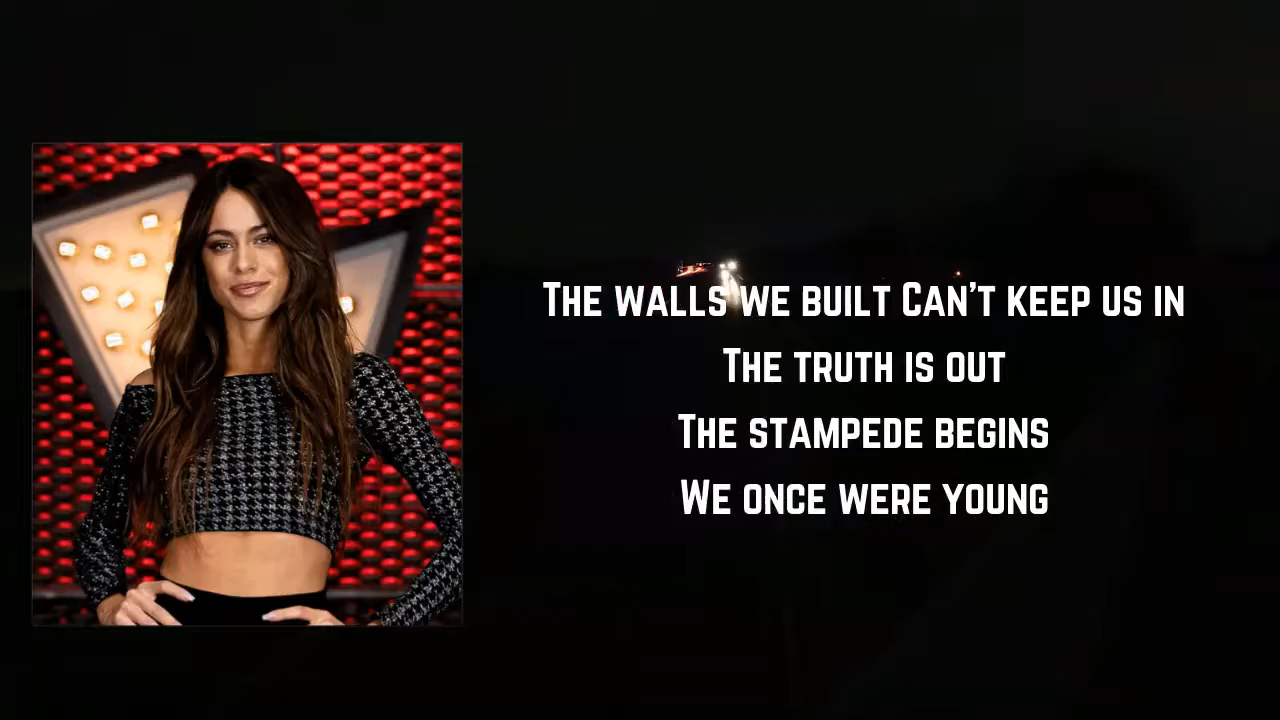 The walls we built Can't keep us in
The truth is out
The stampede begins
We once were young